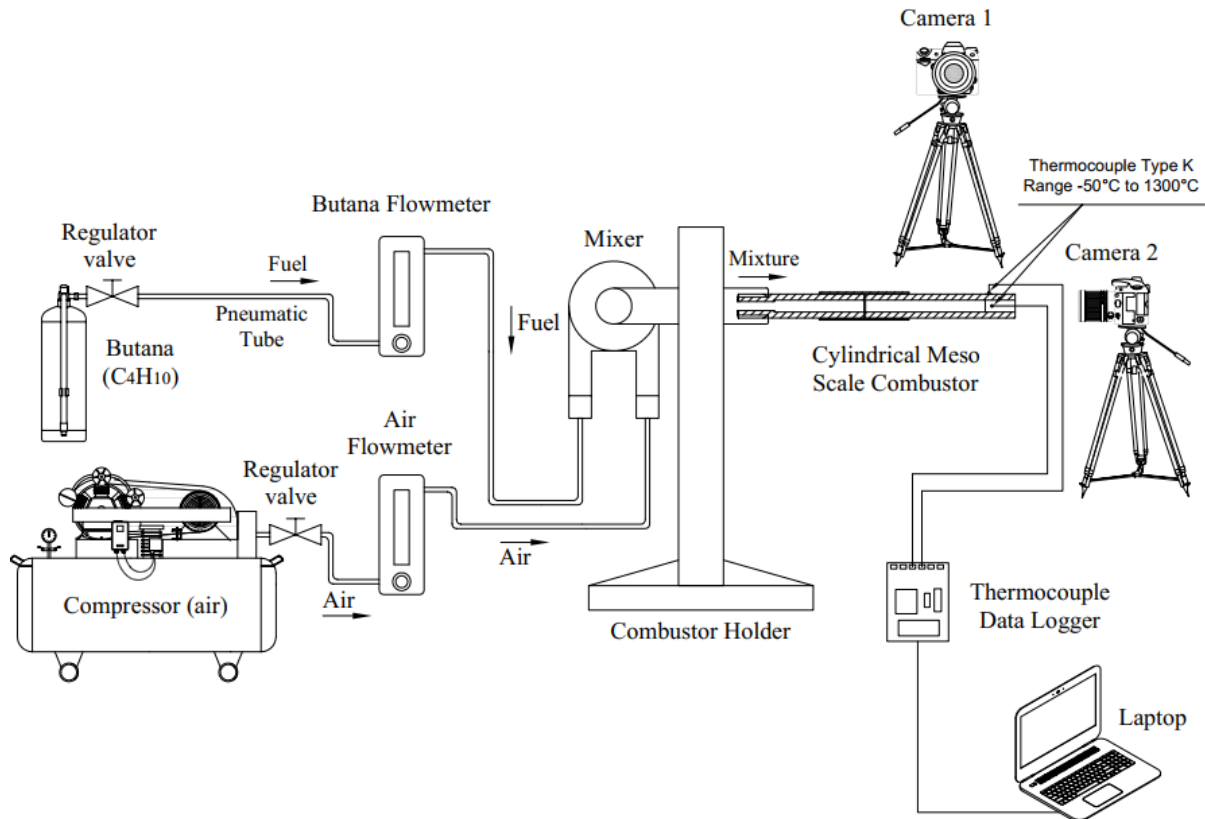 Camera 1
Thermocouple Type K
Range -50°C to 1300°C
Butana Flowmeter
Regulator
valve
Mixer
Camera 2
Fuel
Mixture
Pneumatic
Tube
Fuel
Butana
(C4H10)
Cylindrical Meso
Scale Combustor
Air
Flowmeter
Regulator
valve
Air
Compressor (air)
Air
Combustor Holder
Thermocouple
Data Logger
Laptop